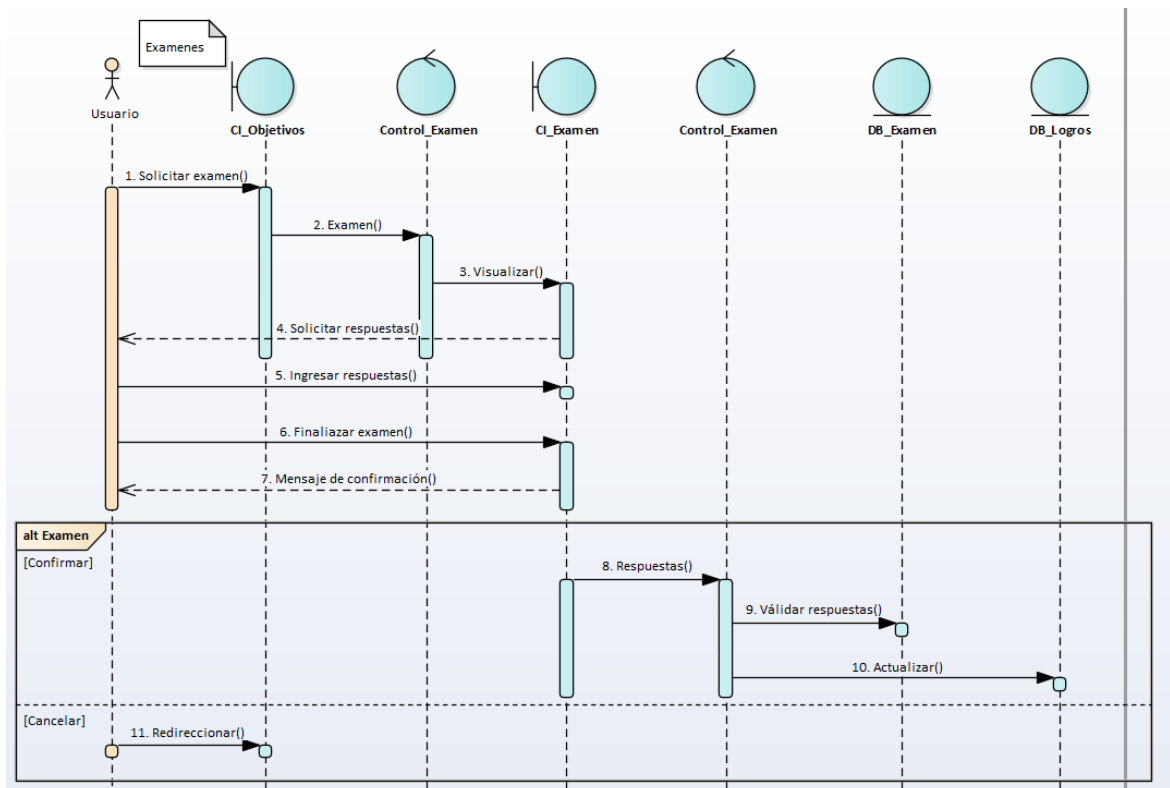 Examenes
Usuario
CI_Objetivos
Control_Examen
CI_Examen
Control_Examen
DB_Examen
DB_Logros
1. Solicitar examen()
2. Examen()
3. Visualizar()
4. Solicitar respuestas()
5. Ingresar respuestas()
6. Finaliazar examen()
7. Mensaje de confirmación()
alt Examen
[Confirmar]
8. Respuestas()
9. Válidar respuestas()
10. Actualizar()
[Cancelar]
11. Redireccionar()